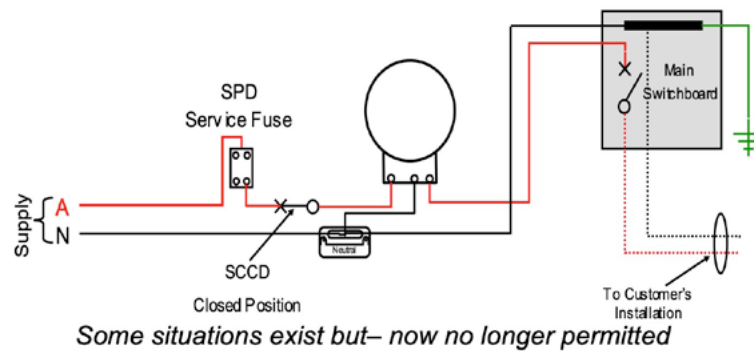 SPD
Service Fuse
Main
Switchboard
Supply
A
N
Neutral
SCCD
Closed Position
To Customer's
Installation
Some situations exist but– now no longer permitted